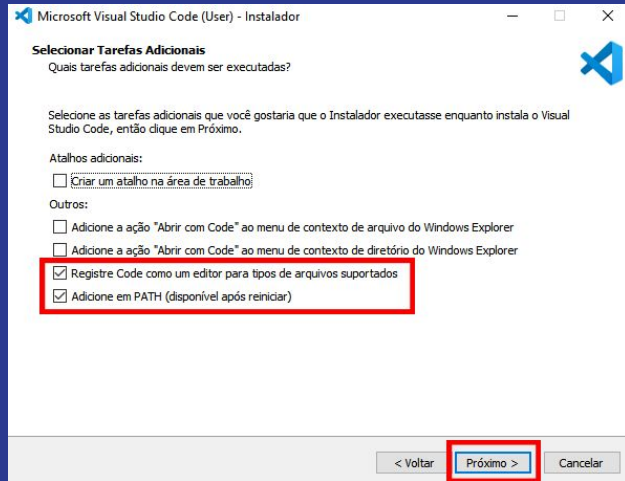 Microsoft Visual Studio Code (User) - Instalador
Selecionar Tarefas Adicionais
Quais tarefas adicionais devem ser executadas?
Selecione as tarefas adicionais que você gostaria que o Instalador executasse enquanto instala o Visual
Studio Code, então clique em Próximo.
Atalhos adicionais:
Criar um atalho na área de trabalho
Outros:
Adicione a ação "Abrir com Code" ao menu de contexto de arquivo do Windows Explorer
Adicione a ação "Abrir com Code" ao menu de contexto de diretório do Windows Explorer
Registre Code como um editor para tipos de arquivos suportados
Adicione em PATH (disponível após reiniciar)
< Voltar Próximo > Cancelar